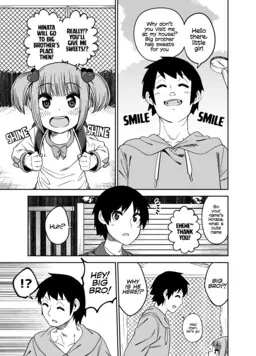 Hello
there,
little
girl
Why don't
you visit me
at my house?
Big brother
has sweets
for you
SMILE
SMILE
REALLY?
YOU'LL
GIVE ME
SWEETS!?
HINATA
WILL GO
TO BIG
BROTHER'S
PLACE
THEN!
SHINE
SHINE
So
your
name's
Hinata.
What
a cute
name
EHEHE~
THANK
YOU!
Huh?
BIG
BRO?!
WHY
IS HE
HERE!?
HEY!
BIG
BRO!
!?